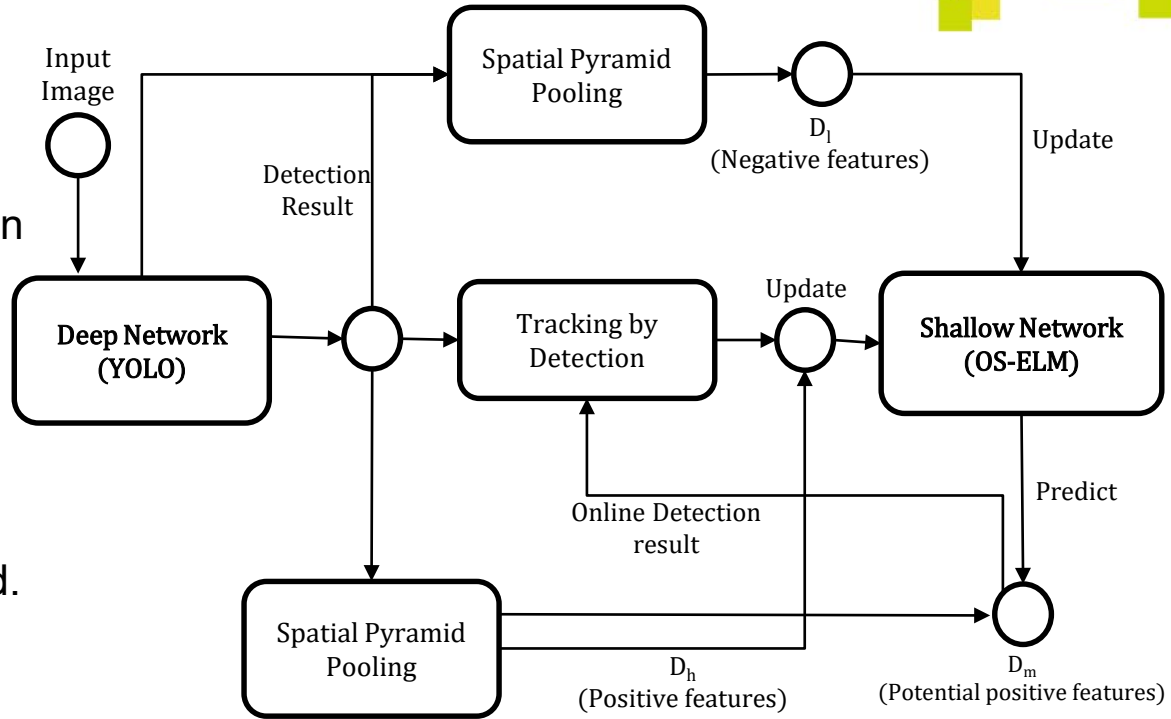 Input
Image
Spatial Pyramid
Pooling
D_l
(Negative features)
Update
Detection
Result
n
Deep Network
(YOLO)
Tracking by
Detection
Update
Shallow Network
(OS-ELM)
Online Detection
result
Predict
d.
Spatial Pyramid
Pooling
D_h
(Positive features)
D_m
(Potential positive features)